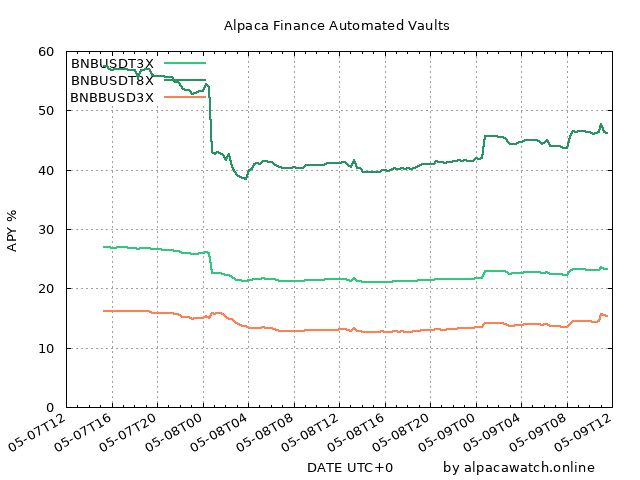 Alpaca Finance Automated Vaults
BNBUSDT3X
BNBUSDT8X
BNBBUSD3X
APY %
60
50
40
30
20
10
0
05-07T12
05-07T16
05-07T20
05-08T00
05-08T04
05-08T08
05-08T12
05-08T16
05-08T20
05-09T00
05-09T04
05-09T08
05-09T12
DATE UTC+0
by alpacawatch.online